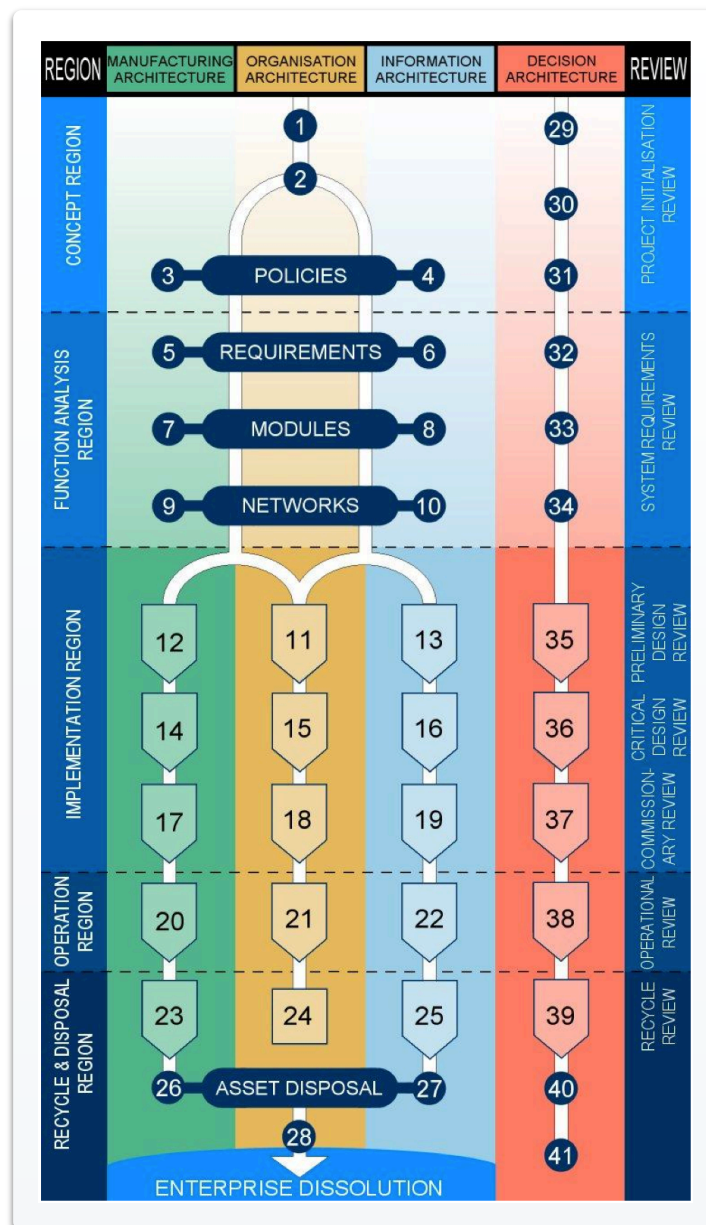 REGION
MANUFACTURING
ARCHITECTURE
ORGANISATION
ARCHITECTURE
INFORMATION
ARCHITECTURE
DECISION
ARCHITECTURE
REVIEW
CONCEPT REGION
1
29
2
30
3 POLICIES 4
31
PROJECT INITIALISATION
REVIEW
FUNCTION ANALYSIS
REGION
5 REQUIREMENTS 6
32
7 MODULES 8
33
9 NETWORKS 10
34
SYSTEM REQUIREMENTS
REVIEW
IMPLEMENTATION REGION
12 11 13 35
PRELIMINARY
DESIGN
REVIEW
14 15 16 36
CRITICAL
DESIGN
REVIEW
17 18 19 37
COMMISSION-
ARY REVIEW
OPERATION
REGION
20 21 22 38
OPERATIONAL
REVIEW
RECYCLE & DISPOSAL
REGION
23 24 25 39
RECYCLE
REVIEW
26 ASSET DISPOSAL 27 40
28
41
ENTERPRISE DISSOLUTION